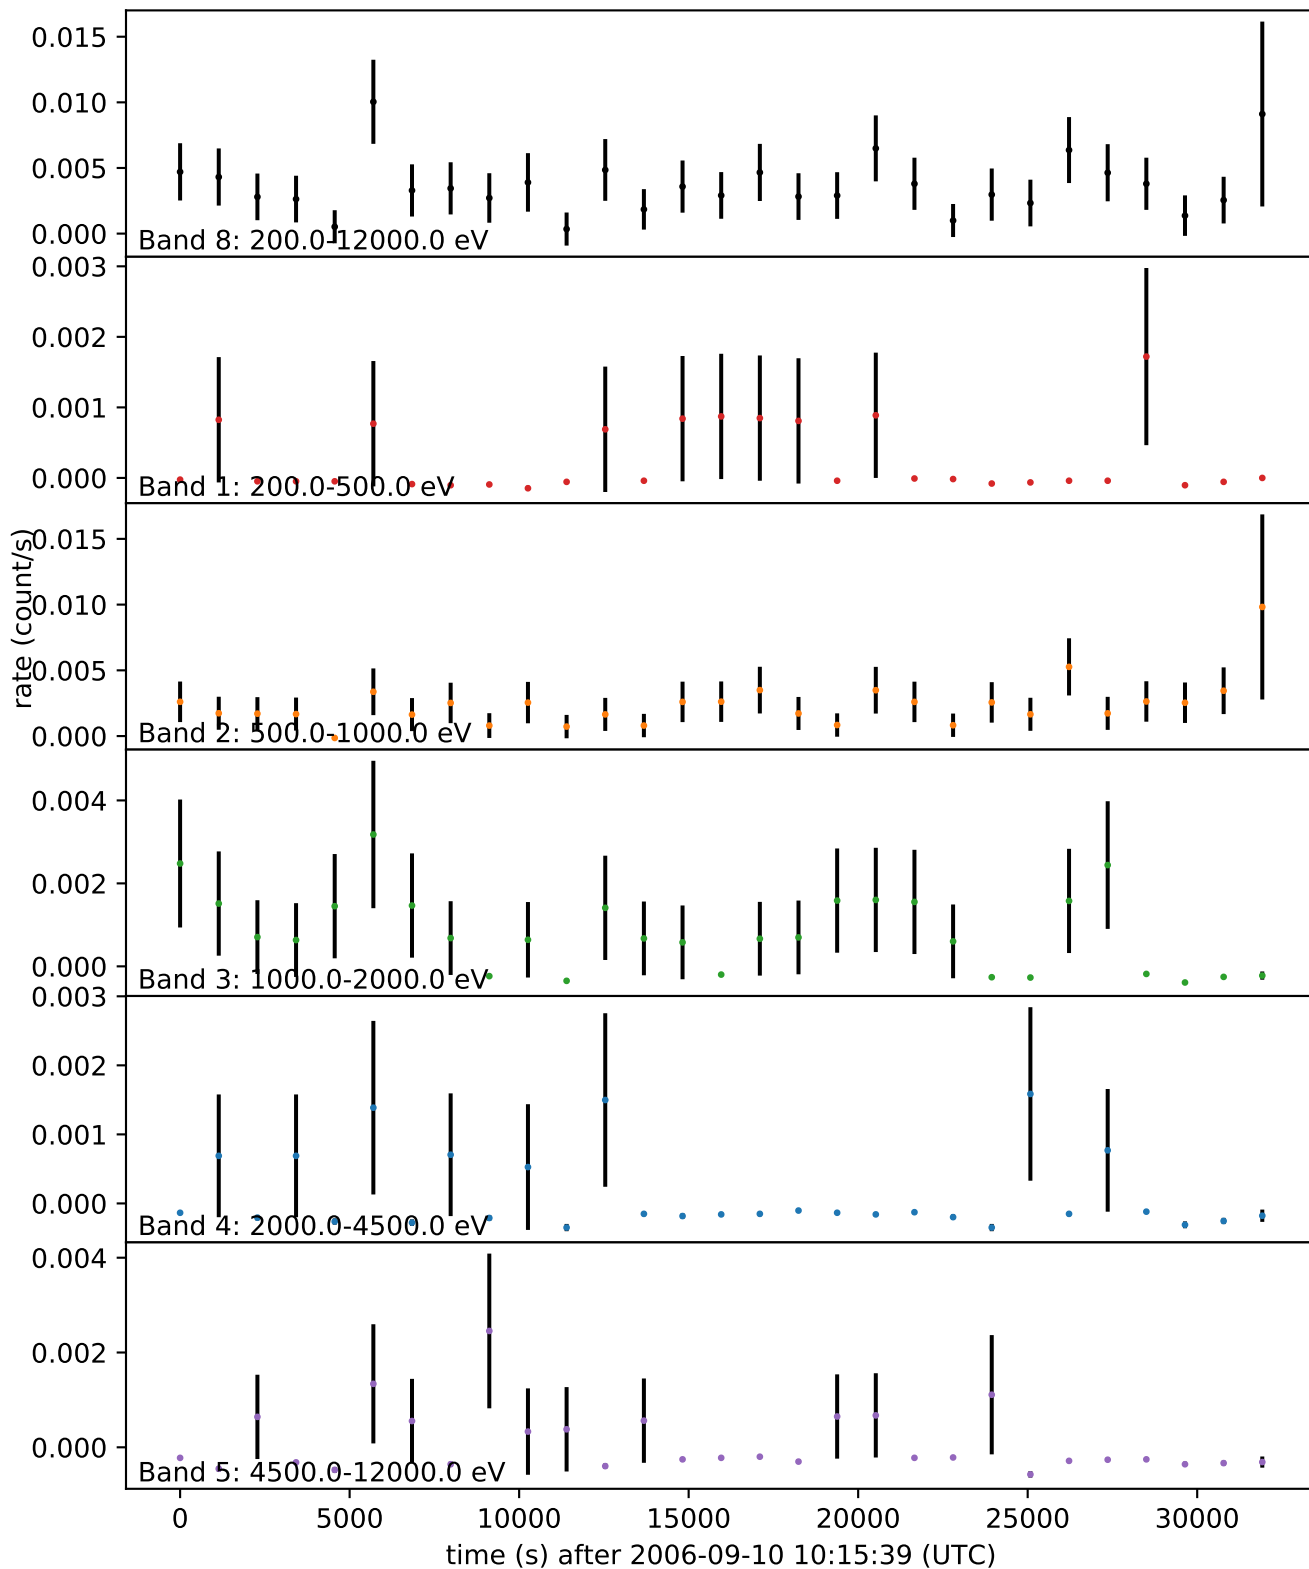 0.015
0.010
0.005
0.000
Band 8: 200.0-12000.0 eV
0.003
0.002
0.001
0.000
Band 1: 200.0-500.0 eV
rate (count/s)
0.015
0.010
0.005
0.000
Band 2: 500.0-1000.0 eV
0.004
0.002
0.000
Band 3: 1000.0-2000.0 eV
0.003
0.002
0.001
0.000
Band 4: 2000.0-4500.0 eV
0.004
0.002
0.000
Band 5: 4500.0-12000.0 eV
0 5000 10000 15000 20000 25000 30000
time (s) after 2006-09-10 10:15:39 (UTC)